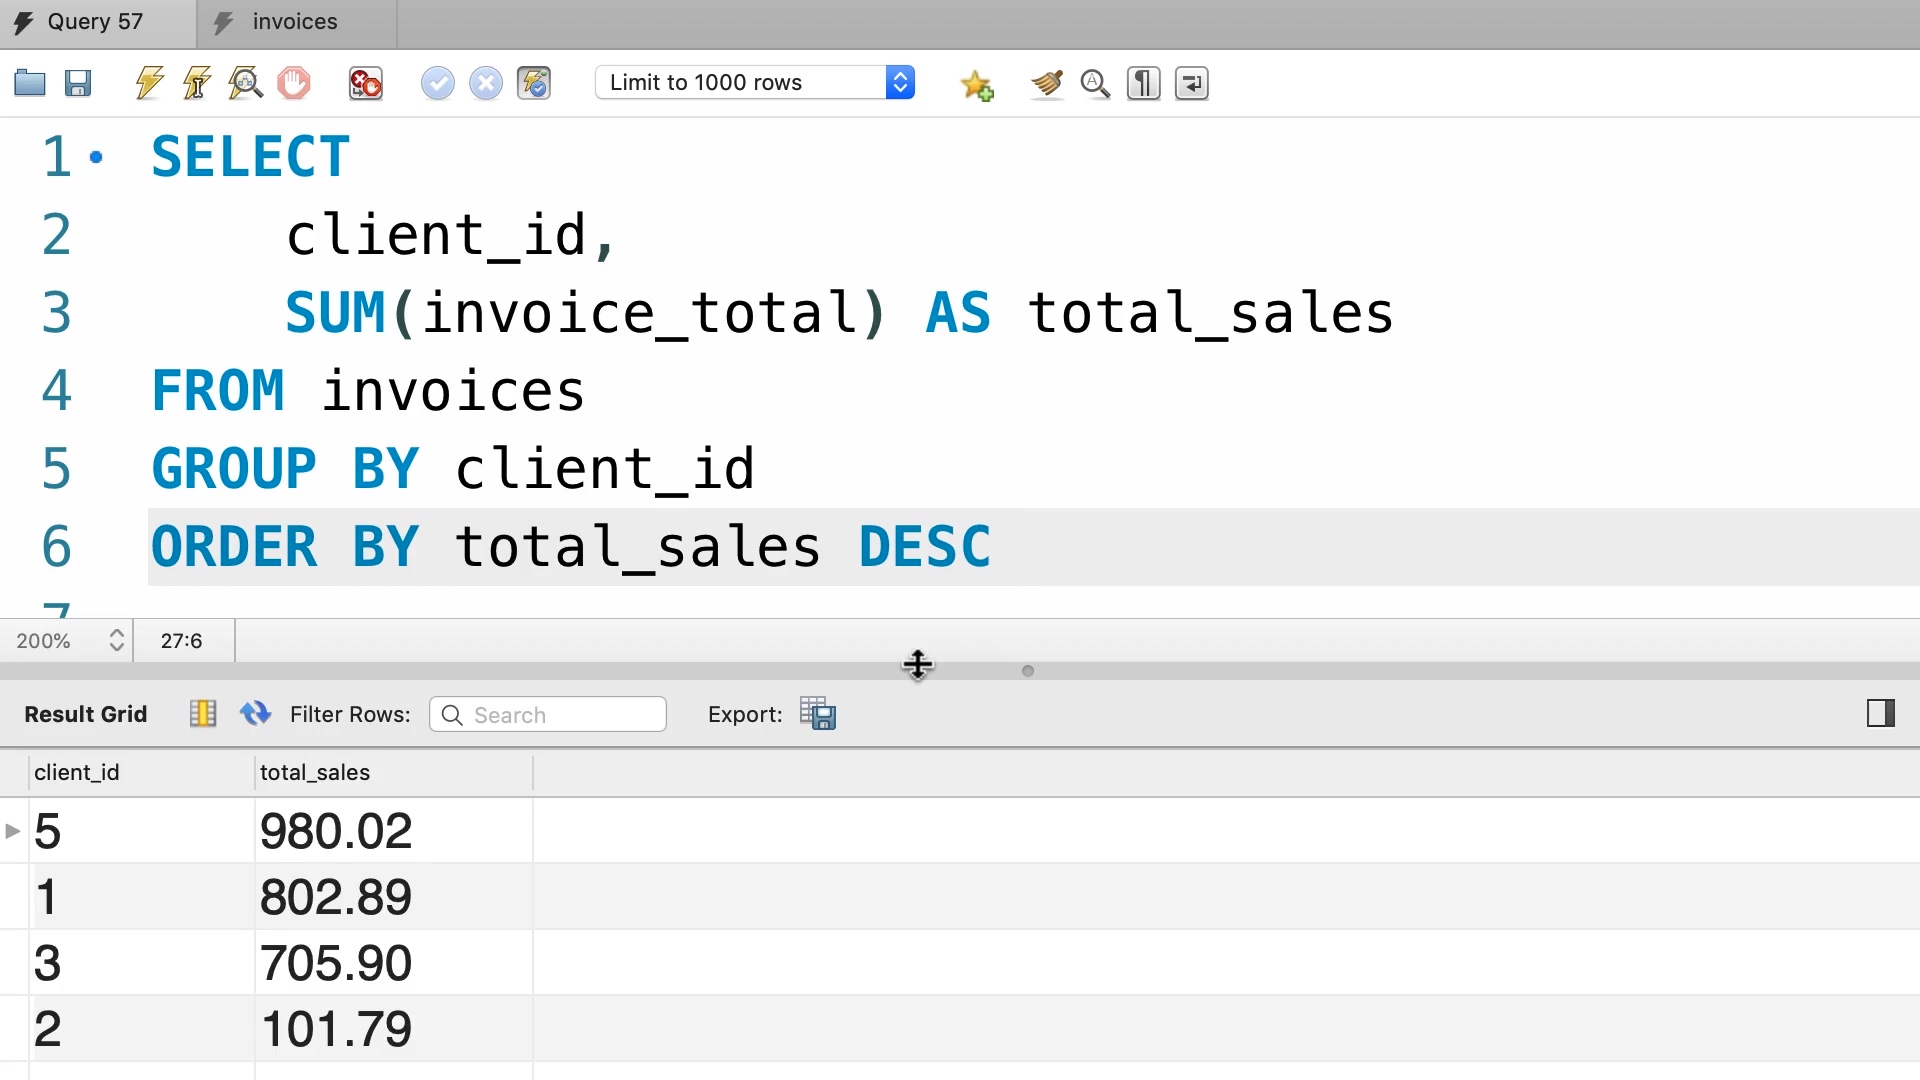 Query 57 invoices
Limit to 1000 rows
1 SELECT
2 client_id,
3 SUM(invoice_total) AS total_sales
4 FROM invoices
5 GROUP BY client_id
6 ORDER BY total_sales DESC
7
200% 27:6
Result Grid Filter Rows: Search Export:
client_id total_sales
5 980.02
1 802.89
3 705.90
2 101.79